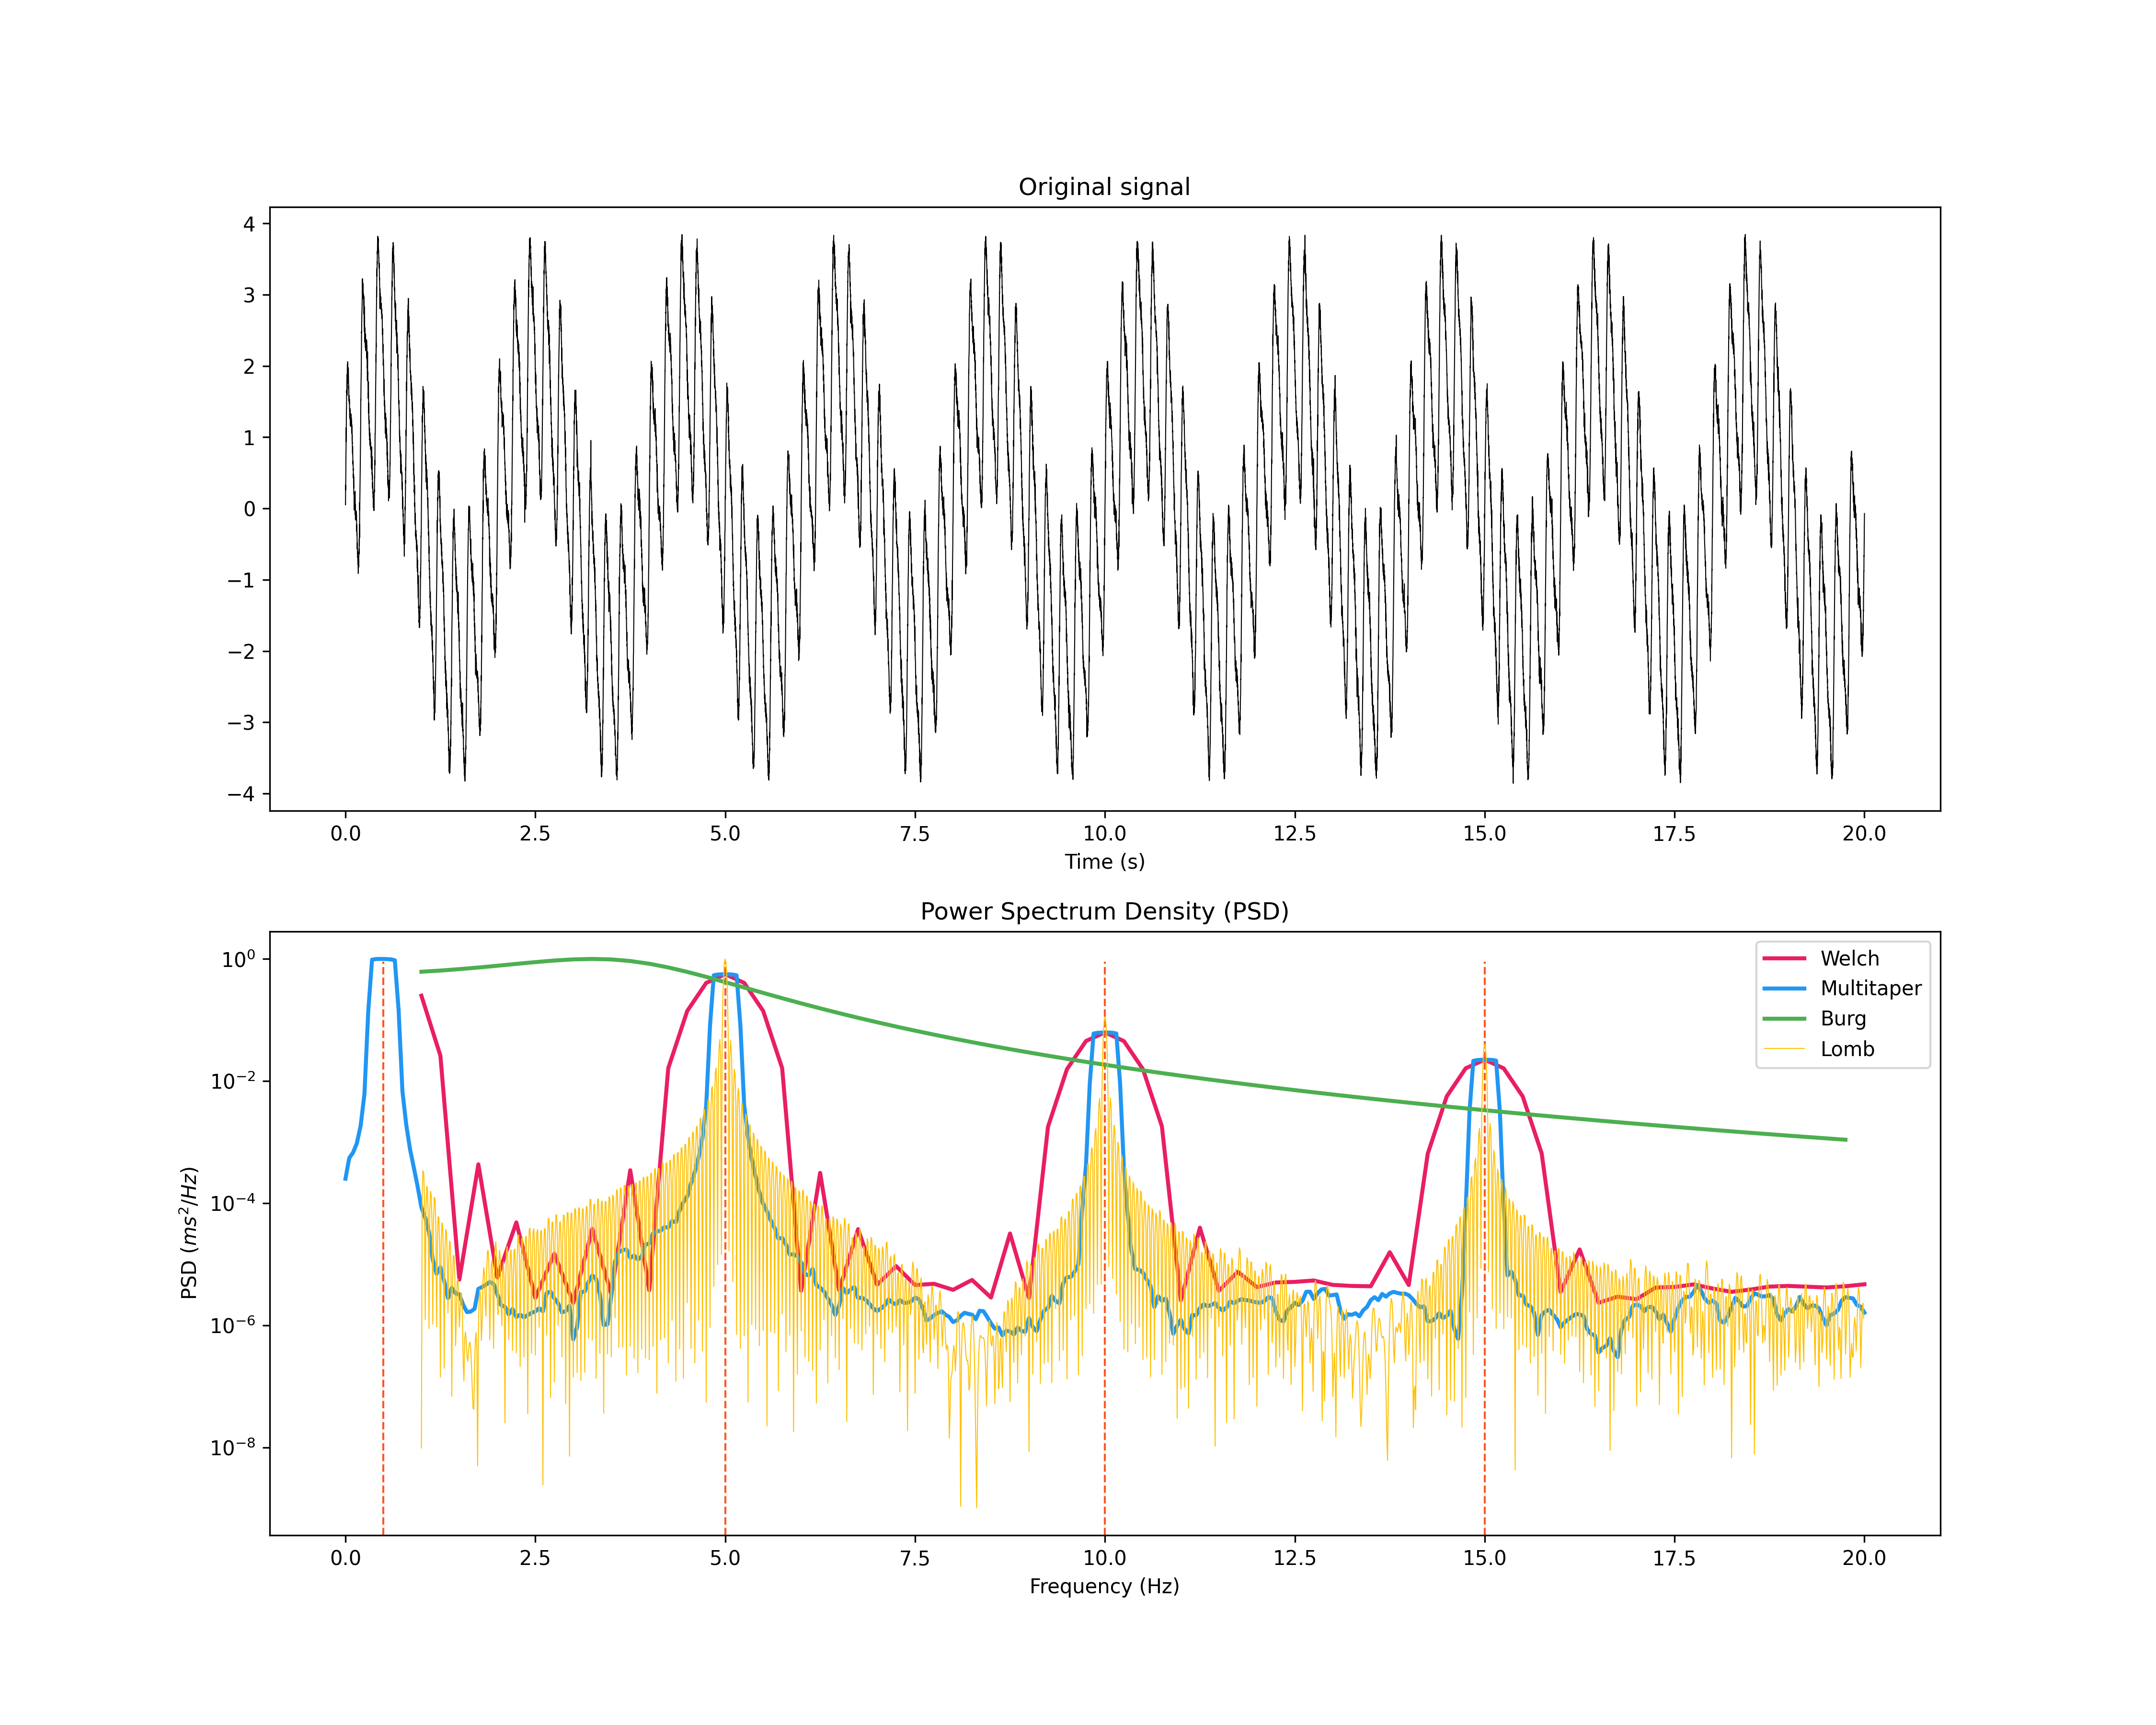 Original signal
4
3
2
1
0
−1
−2
−3
−4
0.0 2.5 5.0 7.5 10.0 12.5 15.0 17.5 20.0
Time (s)
Power Spectrum Density (PSD)
PSD (ms²/Hz)
10⁰
10⁻²
10⁻⁴
10⁻⁶
10⁻⁸
Welch
Multitaper
Burg
Lomb
0.0 2.5 5.0 7.5 10.0 12.5 15.0 17.5 20.0
Frequency (Hz)